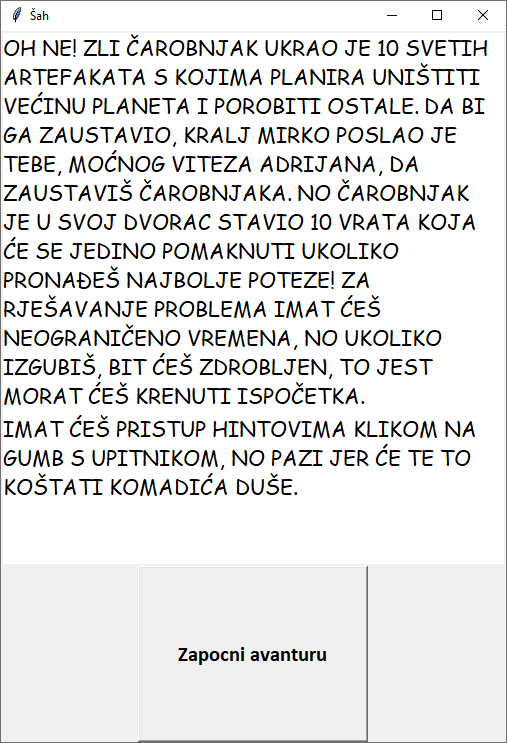 Šah
OH NE! ZLI ČAROBNJAK UKRAO JE 10 SVETIH
ARTEFAKATA S KOJIMA PLANIRA UNIŠTITI
VEĆINU PLANETA I POROBITI OSTALE. DA BI
GA ZAUSTAVIO, KRALJ MIRKO POSLAO JE
TEBE, MOĆNOG VITEZA ADRIJANA, DA
ZAUSTAVIŠ ČAROBNJAKA. NO ČAROBNJAK
JE U SVOJ DVORAC STAVIO 10 VRATA KOJA
ĆE SE JEDINO POMAKNUTI UKOLIKO
PRONAĐEŠ NAJBOLJE POTEZE! ZA
RJEŠAVANJE PROBLEMA IMAT ĆEŠ
NEOGRANIČENO VREMENA, NO UKOLIKO
IZGUBIŠ, BIT ĆEŠ ZDROBLJEN, TO JEST
MORAT ĆEŠ KRENUTI ISPOČETKA.
IMAT ĆEŠ PRISTUP HINTOVIMA KLIKOM NA
GUMB S UPITNIKOM, NO PAZI JER ĆE TE TO
KOŠTATI KOMADIĆA DUŠE.
Zapocni avanturu